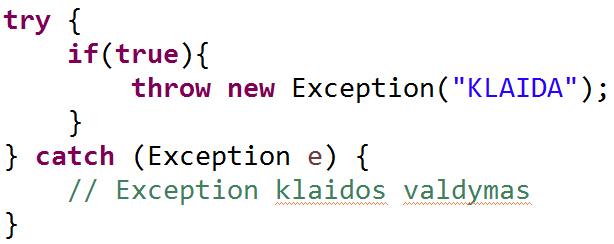 try {
    if(true){
        throw new Exception("KLAIDA");
    }
} catch (Exception e) {
    // Exception klaidos valdymas
}